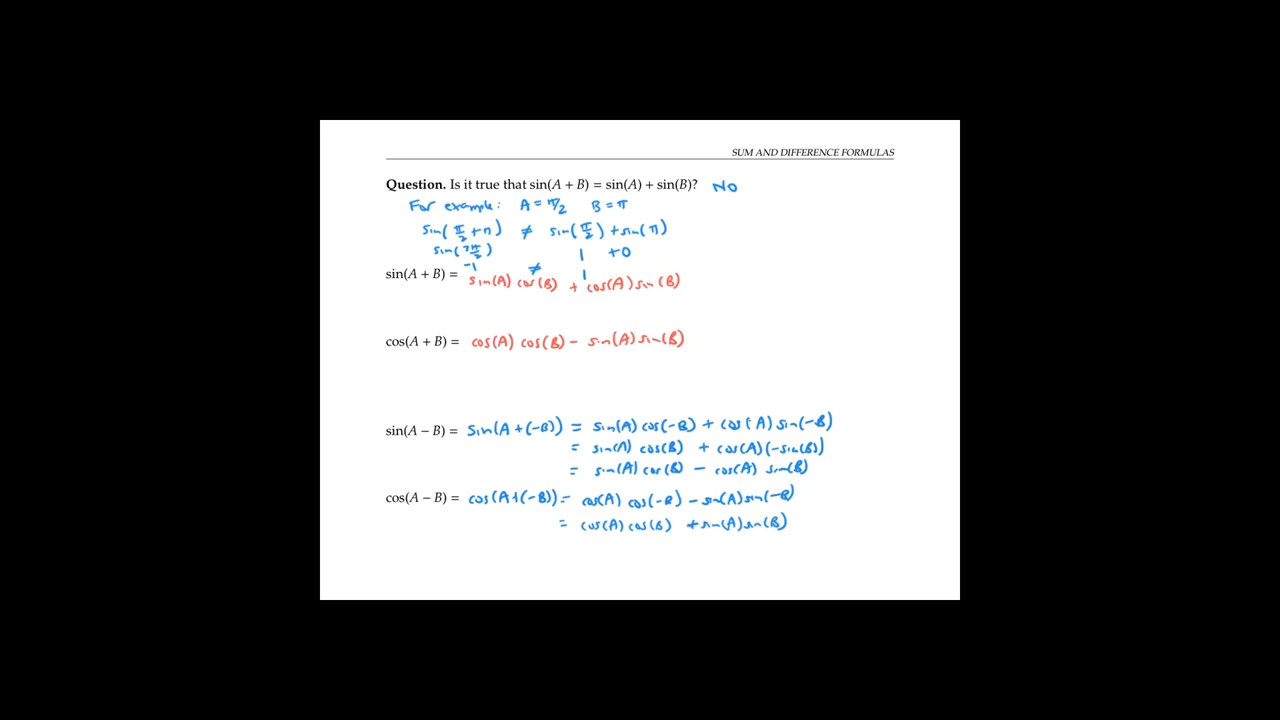 SUM AND DIFFERENCE FORMULAS
Question. Is it true that sin(A + B) = sin(A) + sin(B)? NO
For example: A = π/2 B = π
sin(π/2 + π) ≠ sin(π/2) + sin(π)
sin(3π/2) 1 + 0
-1 ≠ 1
sin(A + B) = sin(A) cos(B) + cos(A) sin(B)
cos(A + B) = cos(A) cos(B) - sin(A) sin(B)
sin(A − B) = sin(A + (-B)) = sin(A) cos(-B) + cos(A) sin(-B)
= sin(A) cos(B) + cos(A)(-sin(B))
= sin(A) cos(B) - cos(A) sin(B)
cos(A − B) = cos(A + (-B)) = cos(A) cos(-B) - sin(A) sin(-B)
= cos(A) cos(B) + sin(A) sin(B)